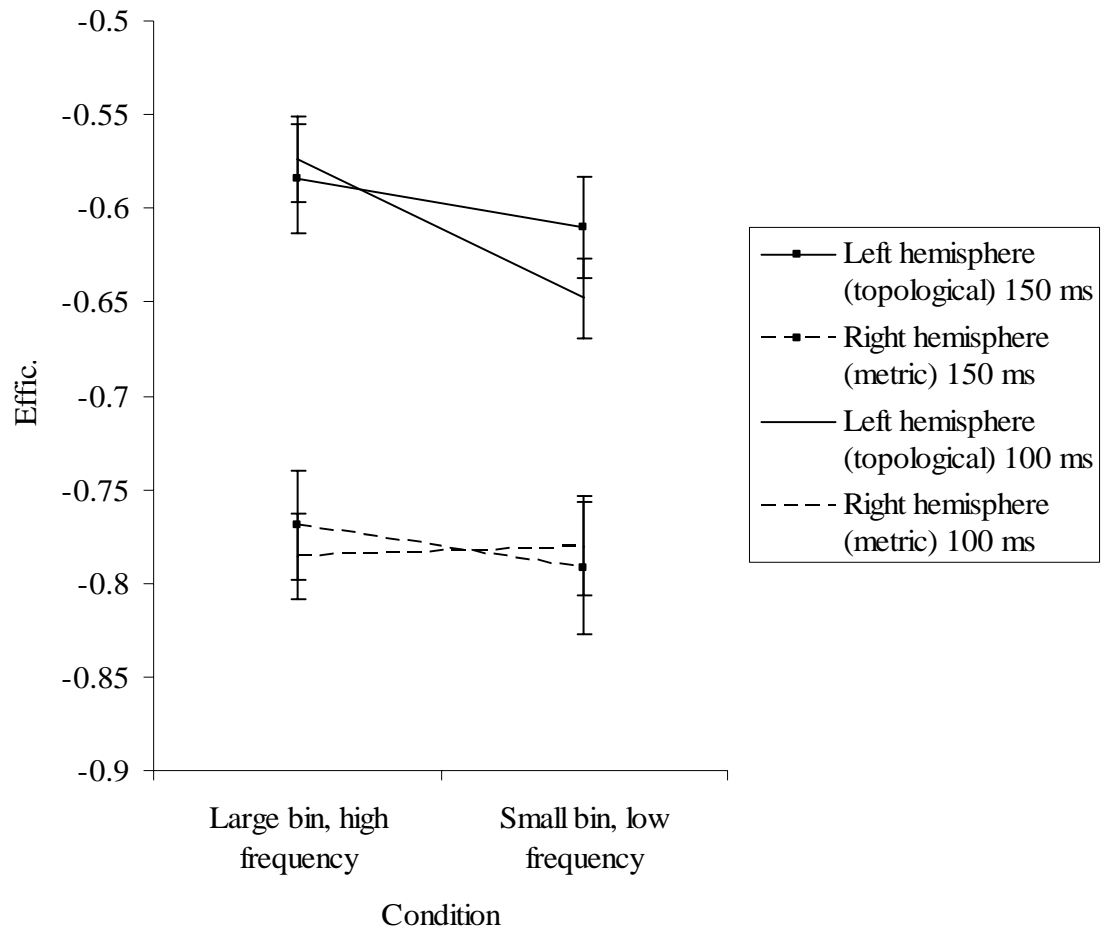 -0.5
-0.55
-0.6
-0.65
-0.7
-0.75
-0.8
-0.85
-0.9
Effic.
Large bin, high
frequency
Small bin, low
frequency
Condition
Left hemisphere
(topological) 150 ms
Right hemisphere
(metric) 150 ms
Left hemisphere
(topological) 100 ms
Right hemisphere
(metric) 100 ms